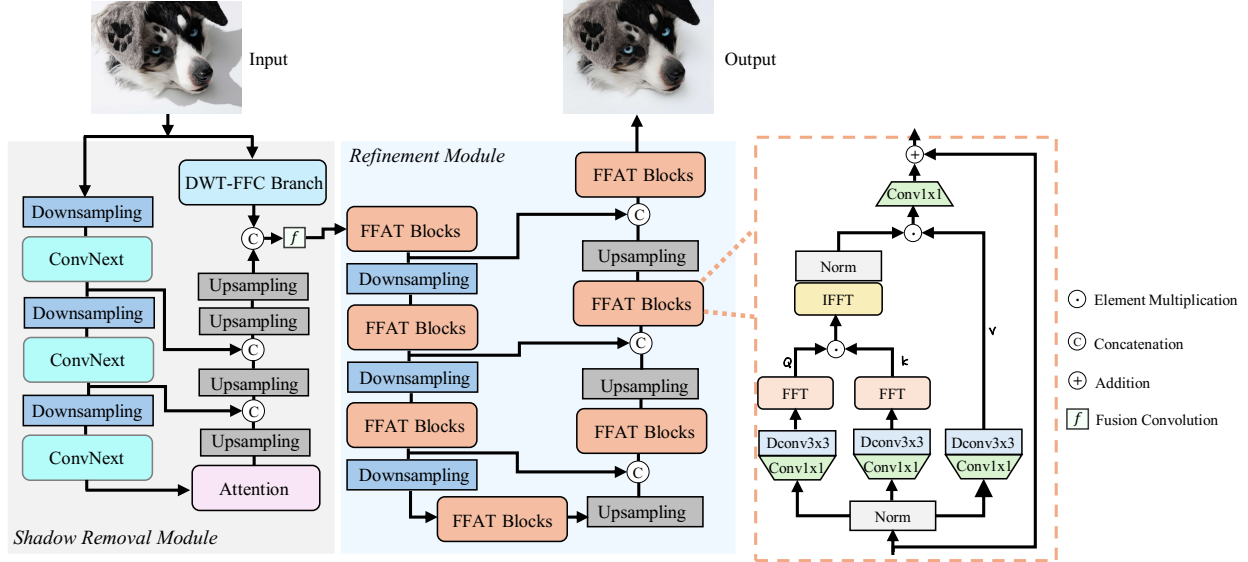 Input
Output
Shadow Removal Module
Downsampling
ConvNext
Downsampling
ConvNext
Downsampling
ConvNext
Attention
Upsampling
C
Upsampling
C
Upsampling
Upsampling
C
DWT-FFC Branch
f
Refinement Module
FFAT Blocks
Downsampling
FFAT Blocks
Downsampling
FFAT Blocks
Downsampling
FFAT Blocks
Upsampling
C
FFAT Blocks
Upsampling
C
FFAT Blocks
Upsampling
C
FFAT Blocks
Conv1x1
Norm
IFFT
Q
k
v
FFT
FFT
Dconv3x3
Dconv3x3
Dconv3x3
Conv1x1
Conv1x1
Conv1x1
Norm
Element Multiplication
C Concatenation
+ Addition
f Fusion Convolution